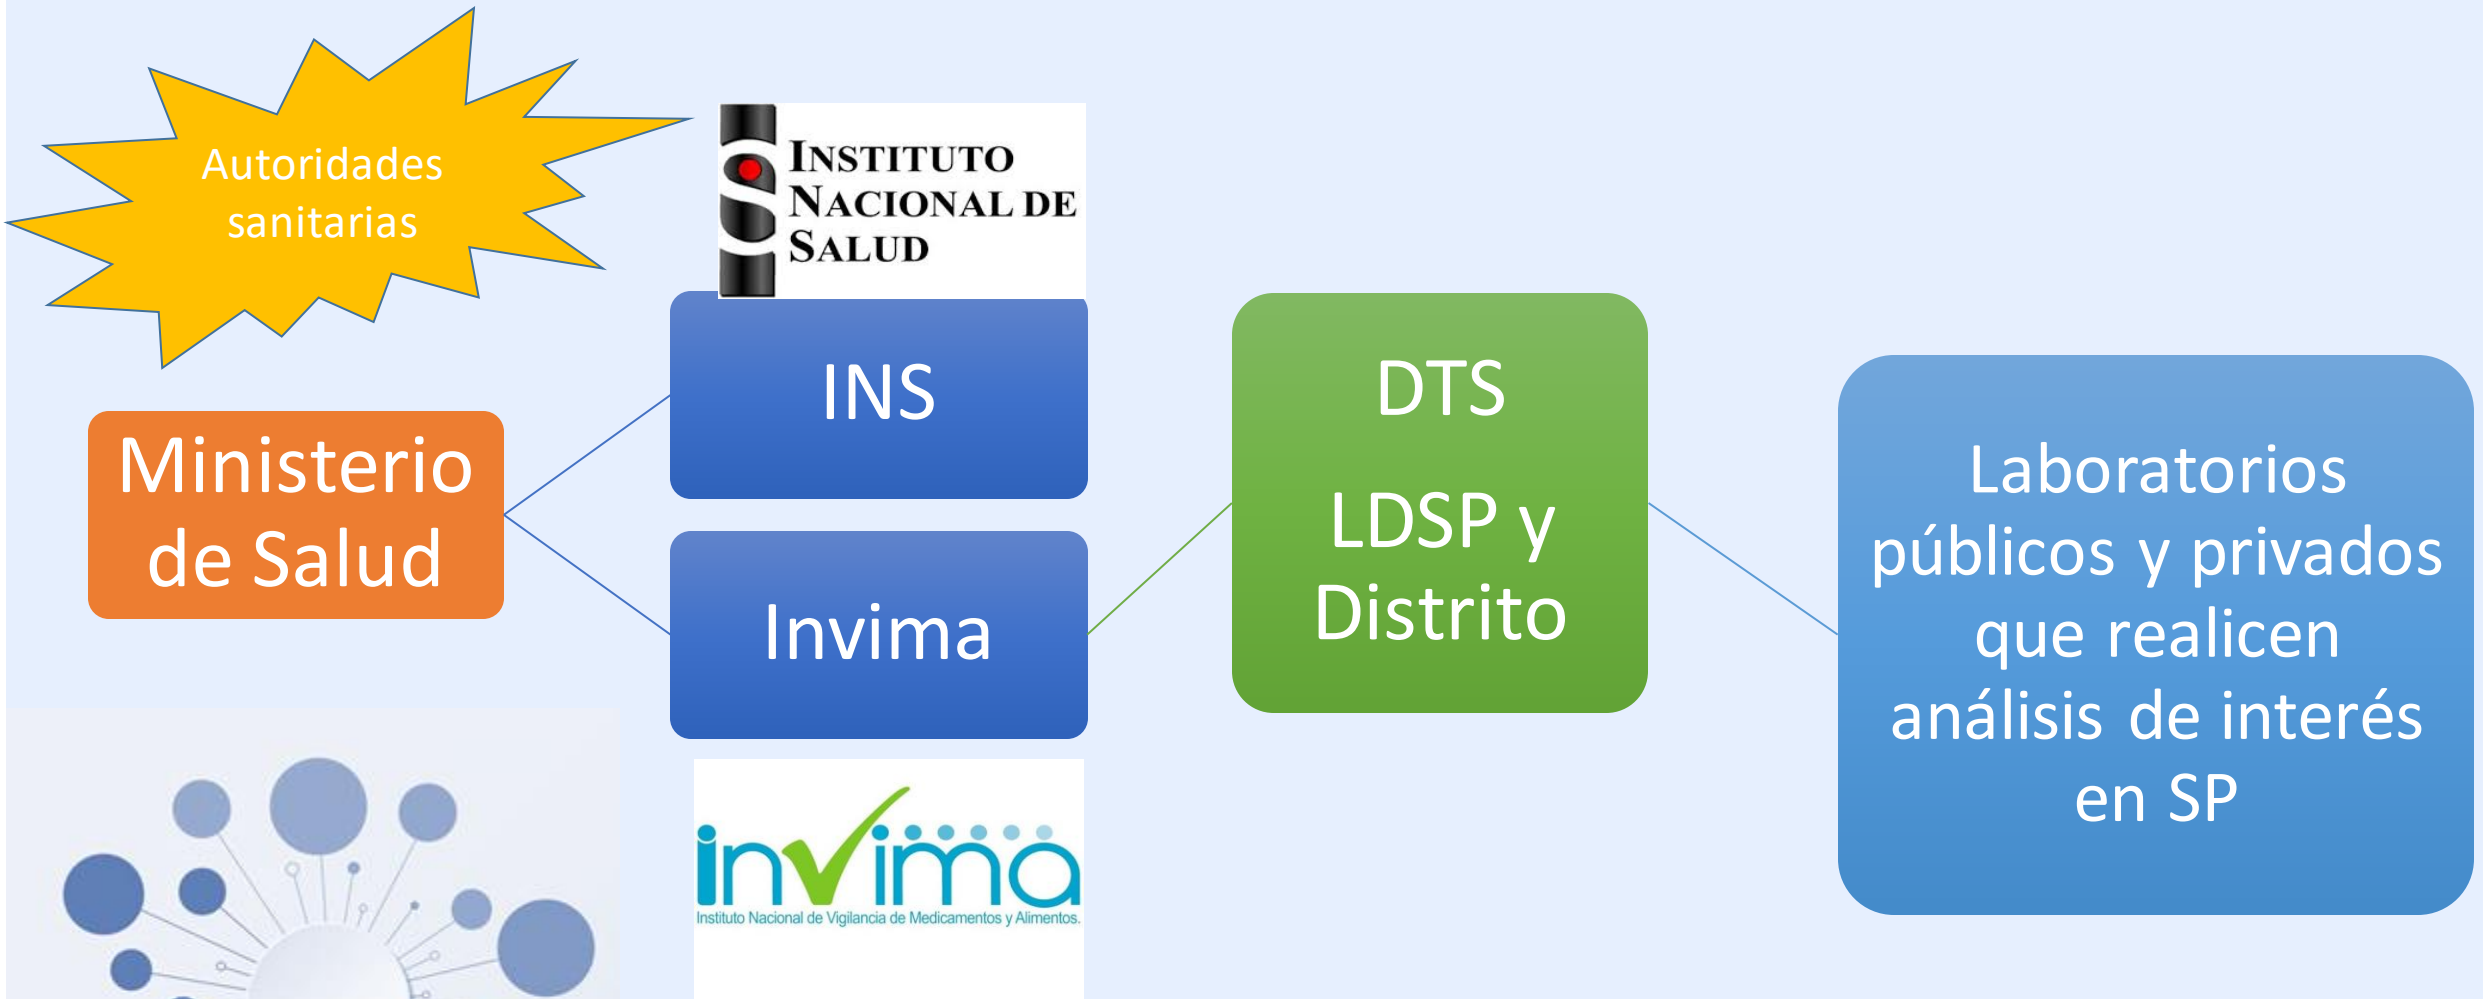 Autoridades
sanitarias
INSTITUTO
NACIONAL DE
SALUD
Ministerio
de Salud
INS
Invima
invima
Instituto Nacional de Vigilancia de Medicamentos y Alimentos.
DTS
LDSP y
Distrito
Laboratorios
públicos y privados
que realicen
análisis de interés
en SP